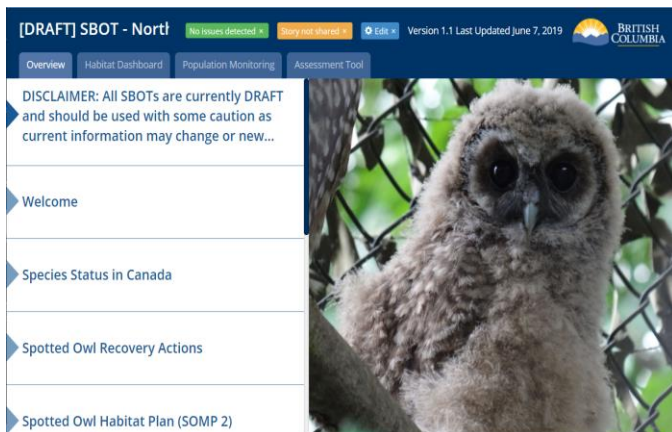 [DRAFT] SBOT - North
No issues detected ×
Story not shared ×
Edit ×
Version 1.1 Last Updated June 7, 2019
BRITISH
COLUMBIA
Overview
Habitat Dashboard
Population Monitoring
Assessment Tool
DISCLAIMER: All SBOTs are currently DRAFT
and should be used with some caution as
current information may change or new...
Welcome
Species Status in Canada
Spotted Owl Recovery Actions
Spotted Owl Habitat Plan (SOMP 2)